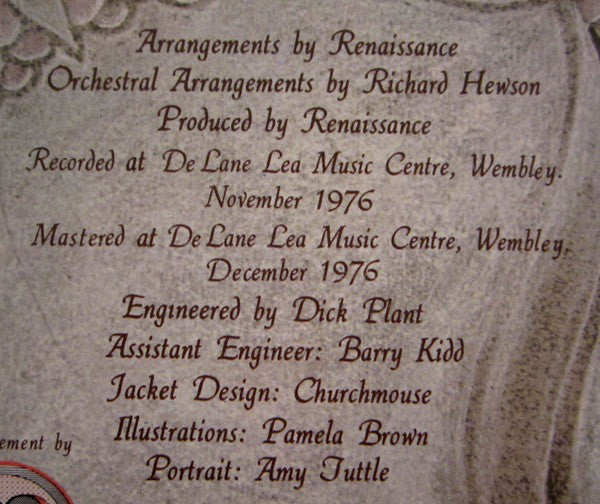 Arrangements by Renaissance
Orchestral Arrangements by Richard Hewson
Produced by Renaissance
Recorded at De Lane Lea Music Centre, Wembley.
November 1976
Mastered at De Lane Lea Music Centre, Wembley.
December 1976
Engineered by Dick Plant
Assistant Engineer: Barry Kidd
Jacket Design: Churchmouse
Illustrations: Pamela Brown
ement by
Portrait: Amy Tuttle